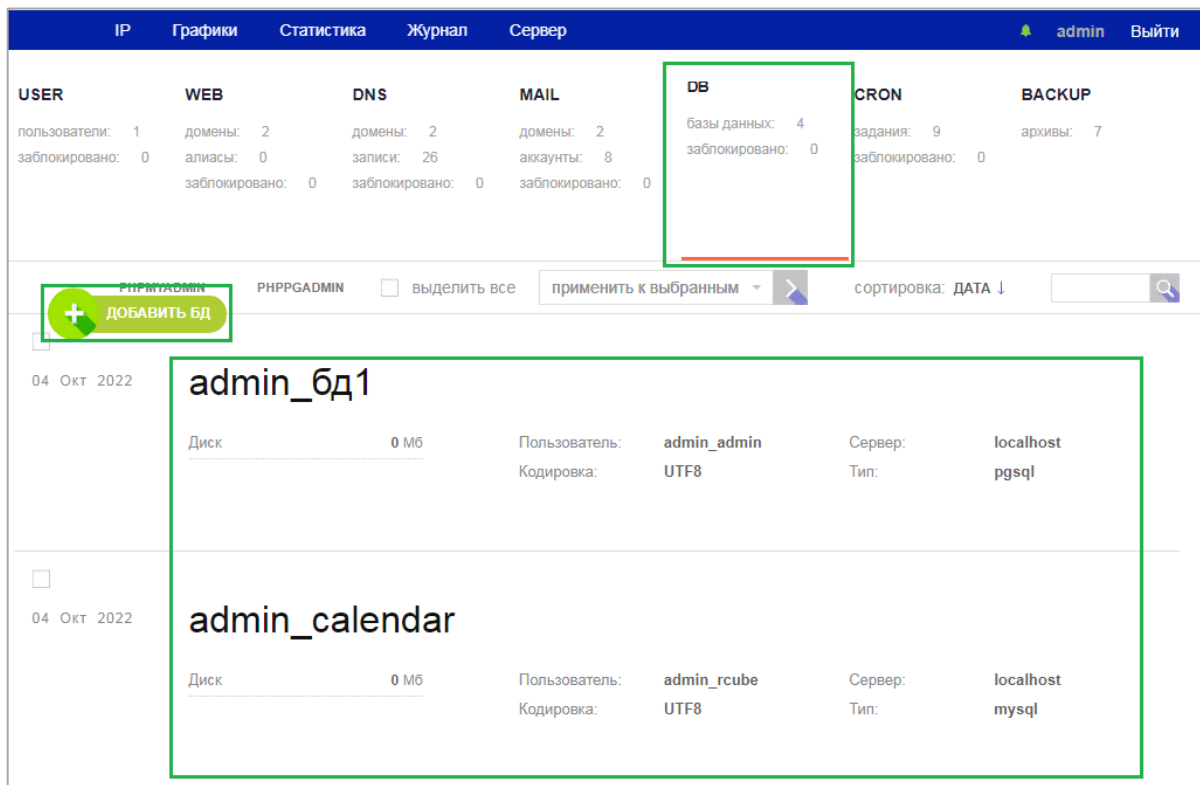 IP Графики Статистика Журнал Сервер admin Выйти
USER WEB DNS MAIL DB CRON BACKUP
пользователи: 1 домены: 2 домены: 2 домены: 2 базы данных: 4 задания: 9 архивы: 7
заблокировано: 0 алиасы: 0 записи: 26 аккаунты: 8 заблокировано: 0 заблокировано: 0
заблокировано: 0 заблокировано: 0 заблокировано: 0
PHPMYADMIN PHPPGADMIN выделить все применить к выбранным сортировка: ДАТА ↓
+ ДОБАВИТЬ БД
04 Окт 2022 admin_бд1
Диск 0 Мб Пользователь: admin_admin Сервер: localhost
Кодировка: UTF8 Тип: pgsql
04 Окт 2022 admin_calendar
Диск 0 Мб Пользователь: admin_rcube Сервер: localhost
Кодировка: UTF8 Тип: mysql